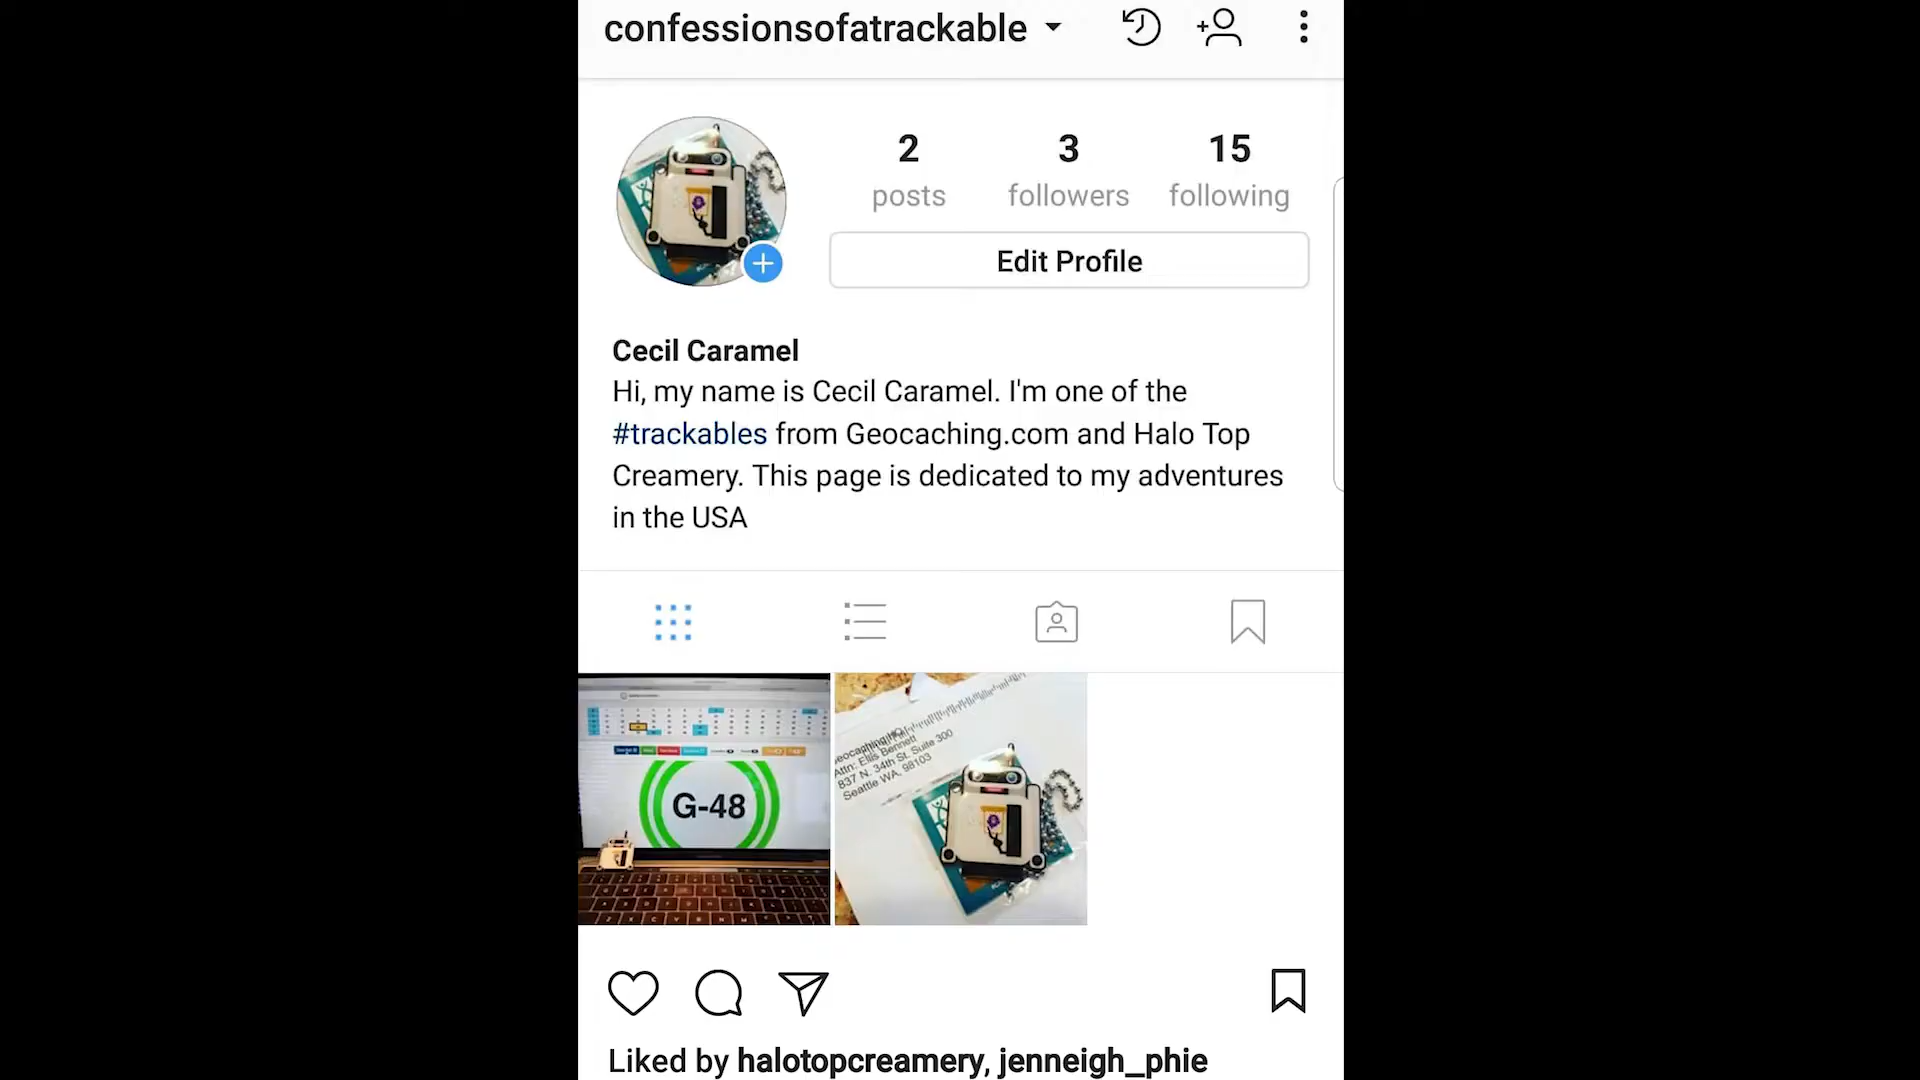 confessionsofatrackable
2
3
15
posts
followers
following
Edit Profile
Cecil Caramel
Hi, my name is Cecil Caramel. I'm one of the
#trackables from Geocaching.com and Halo Top
Creamery. This page is dedicated to my adventures
in the USA
G-48
Geocaching HQ
Attn: Ellis Bennett
837 N. 34th St. Suite 300
Seattle WA, 98103
Liked by halotopcreamery, jenneigh_phie